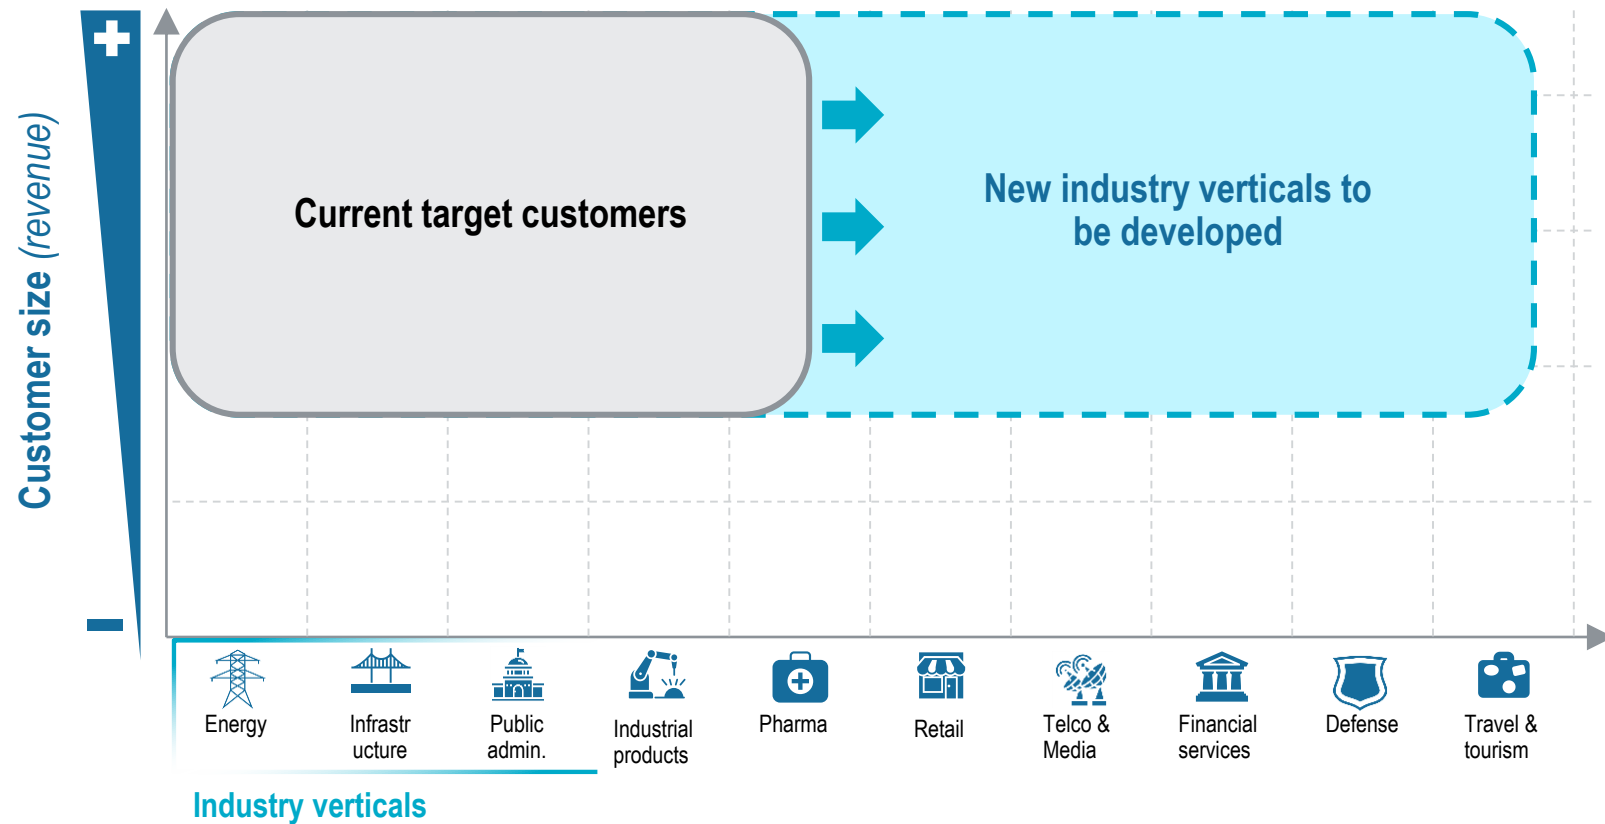 Customer size (revenue)
Current target customers
New industry verticals to
be developed
Energy
Infrastr
ucture
Public
admin.
Industrial
products
Pharma
Retail
Telco &
Media
Financial
services
Defense
Travel &
tourism
Industry verticals